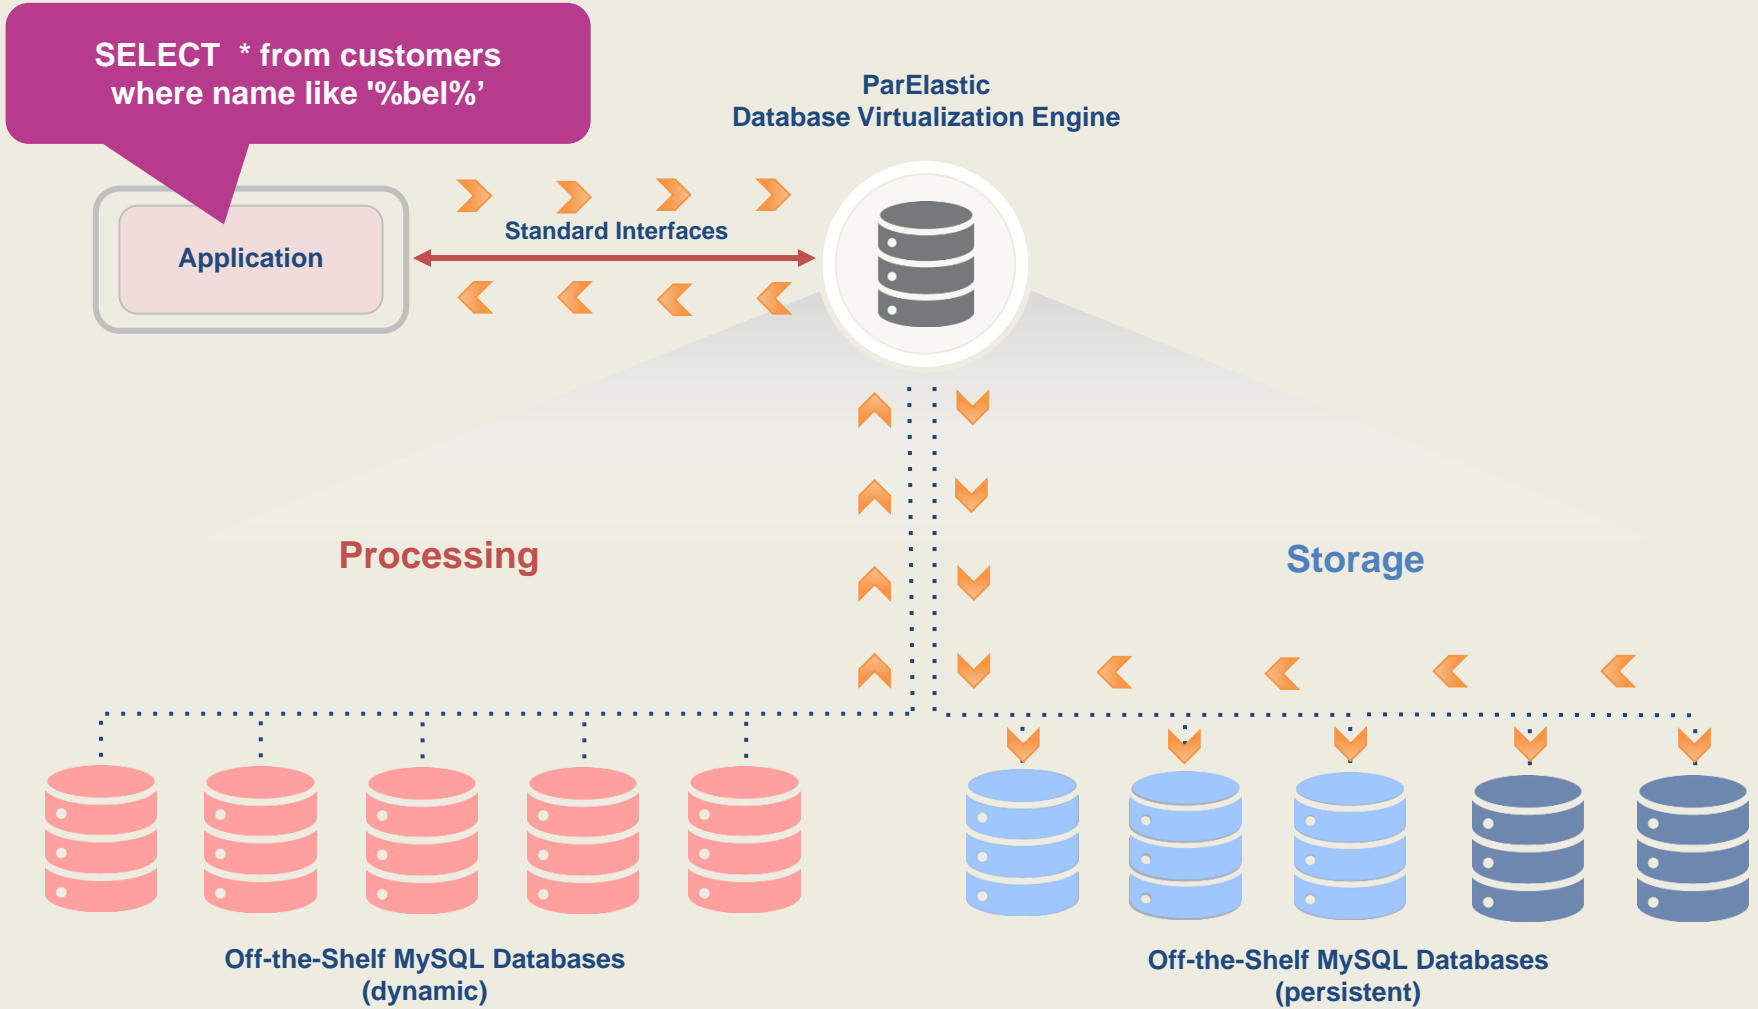 SELECT * from customers
where name like '%bel%’
ParElastic
Database Virtualization Engine
Standard Interfaces
Application
Processing
Storage
Off-the-Shelf MySQL Databases
(dynamic)
Off-the-Shelf MySQL Databases
(persistent)